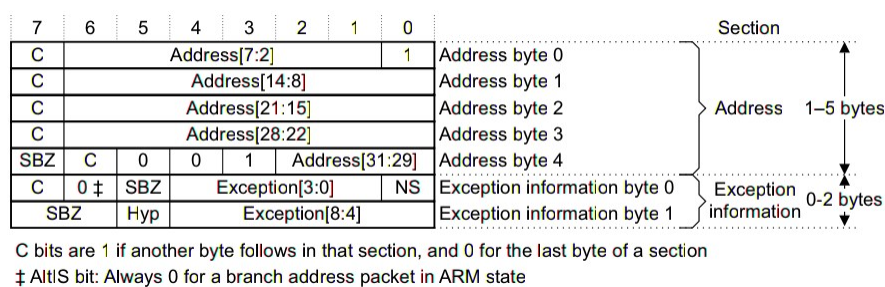 7 6 5 4 3 2 1 0 Section
C Address[7:2] 1 Address byte 0
C Address[14:8] Address byte 1
C Address[21:15] Address byte 2 Address 1–5 bytes
C Address[28:22] Address byte 3
SBZ C 0 0 1 Address[31:29] Address byte 4
C 0 ‡ SBZ Exception[3:0] NS Exception information byte 0 Exception
0-2 bytes
SBZ Hyp Exception[8:4] Exception information byte 1 information
C bits are 1 if another byte follows in that section, and 0 for the last byte of a section
‡ AltIS bit: Always 0 for a branch address packet in ARM state